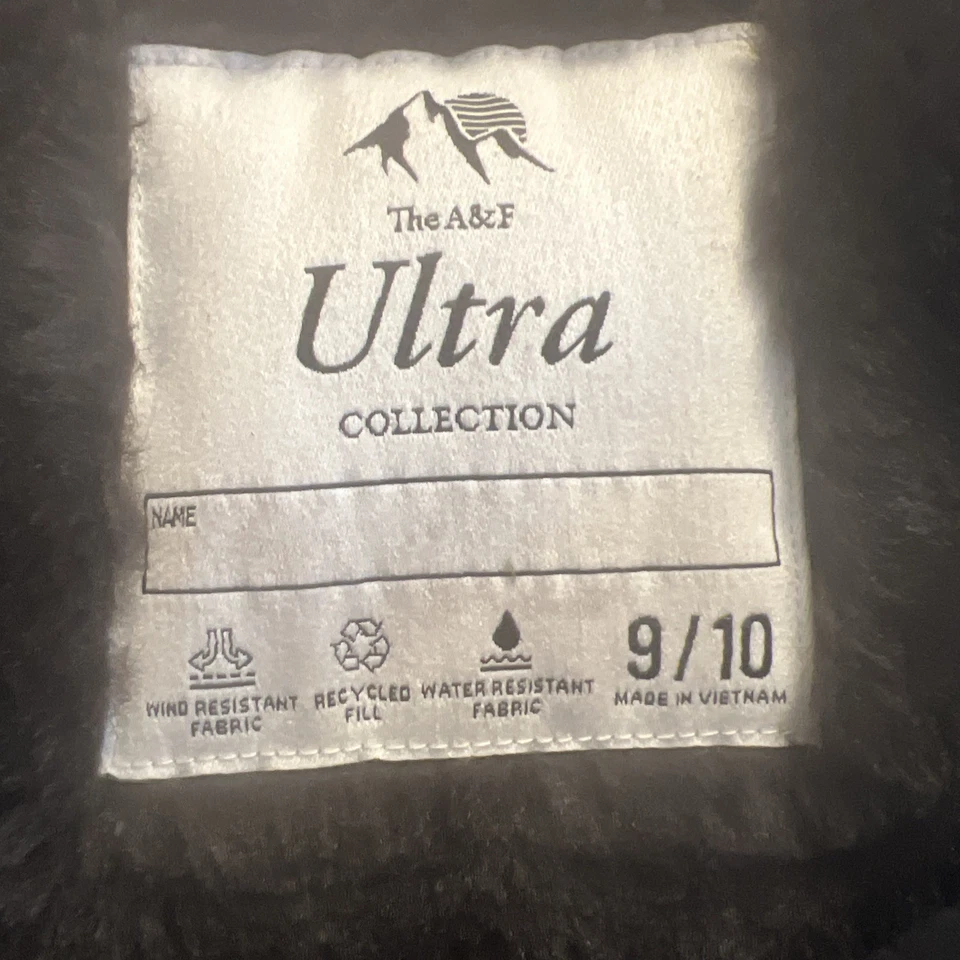 The A&F
Ultra
COLLECTION
NAME
WIND RESISTANT
FABRIC
RECYCLED
FILL
WATER RESISTANT
FABRIC
9/10
MADE IN VIETNAM